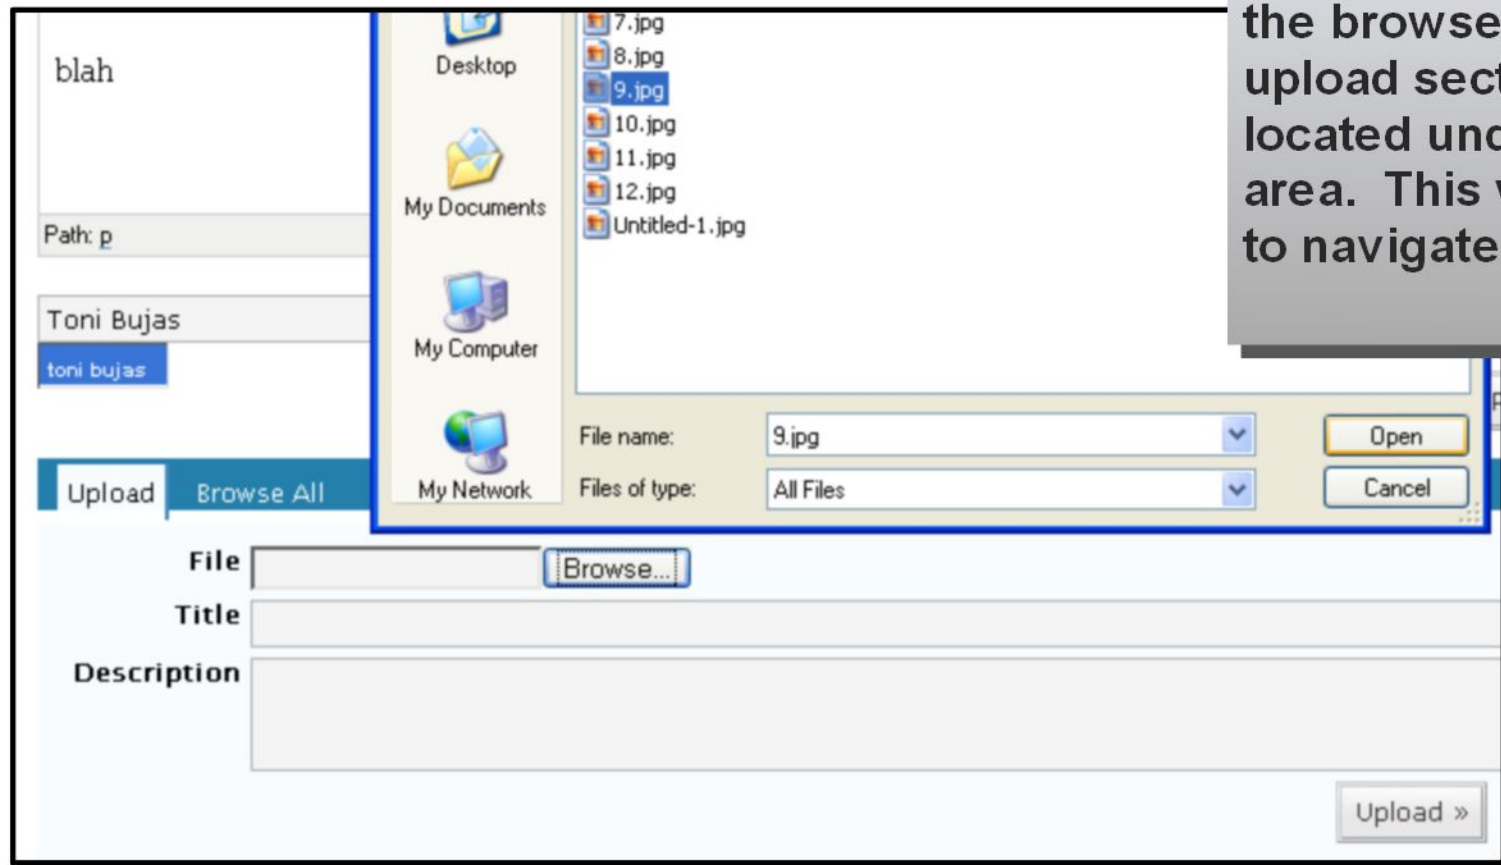 blah
Path: p
Toni Bujas
toni bujas
Upload Browse All
Desktop
My Documents
My Computer
My Network
7.jpg
8.jpg
9.jpg
10.jpg
11.jpg
12.jpg
Untitled-1.jpg
File name: 9.jpg Open
Files of type: All Files Cancel
the browse
upload sect
located und
area. This
to navigate
File Browse...
Title
Description
Upload »